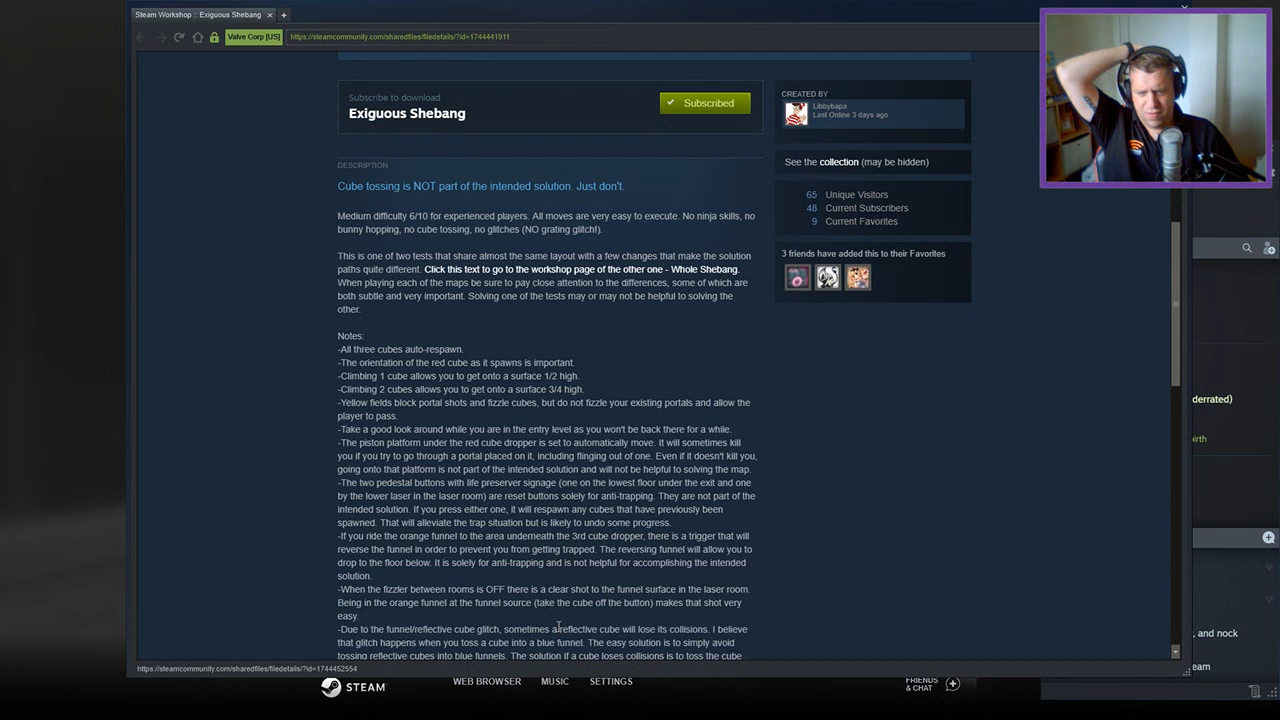 Steam Workshop :: Exiguous Shebang
Valve Corp [US]
https://steamcommunity.com/sharedfiles/filedetails/?id=1744441911
Subscribe to download
Exiguous Shebang
Subscribed
DESCRIPTION
Cube tossing is NOT part of the intended solution. Just don't.
Medium difficulty 6/10 for experienced players. All moves are very easy to execute. No ninja skills, no
bunny hopping, no cube tossing, no glitches (NO grating glitch!).
This is one of two tests that share almost the same layout with a few changes that make the solution
paths quite different. Click this text to go to the workshop page of the other one - Whole Shebang.
When playing each of the maps be sure to pay close attention to the differences, some of which are
both subtle and very important. Solving one of the tests may or may not be helpful to solving the
other.
Notes:
-All three cubes auto-respawn.
-The orientation of the red cube as it spawns is important.
-Climbing 1 cube allows you to get onto a surface 1/2 high.
-Climbing 2 cubes allows you to get onto a surface 3/4 high.
-Yellow fields block portal shots and fizzle cubes, but do not fizzle your existing portals and allow the
player to pass.
-Take a good look around while you are in the entry level as you won't be back there for a while.
-The piston platform under the red cube dropper is set to automatically move. It will sometimes kill
you if you try to go through a portal placed on it, including flinging out of one. Even if it doesn't kill you,
going onto that platform is not part of the intended solution and will not be helpful to solving the map.
-The two pedestal buttons with life preserver signage (one on the lowest floor under the exit and one
by the lower laser in the laser room) are reset buttons solely for anti-trapping. They are not part of the
intended solution. If you press either one, it will respawn any cubes that have previously been
spawned. That will alleviate the trap situation but is likely to undo some progress.
-If you ride the orange funnel to the area underneath the 3rd cube dropper, there is a trigger that will
reverse the funnel in order to prevent you from getting trapped. The reversing funnel will allow you to
drop to the floor below. It is solely for anti-trapping and is not helpful for accomplishing the intended
solution.
-When the fizzler between rooms is OFF there is a clear shot to the funnel surface in the laser room.
Being in the orange funnel at the funnel source (take the cube off the button) makes that shot very
easy.
-Due to the funnel/reflective cube glitch, sometimes a reflective cube will lose its collisions. I believe
that glitch happens when you toss a cube into a blue funnel. The easy solution is to simply avoid
tossing reflective cubes into blue funnels. The solution if a cube loses collisions is to toss the cube
CREATED BY
Libbybapa
Last Online 3 days ago
See the collection (may be hidden)
65 Unique Visitors
48 Current Subscribers
9 Current Favorites
3 friends have added this to their Favorites
derrated)
irth
, and nock
eam
https://steamcommunity.com/sharedfiles/filedetails/?id=1744452554
STEAM
WEB BROWSER
MUSIC
SETTINGS
FRIENDS
& CHAT